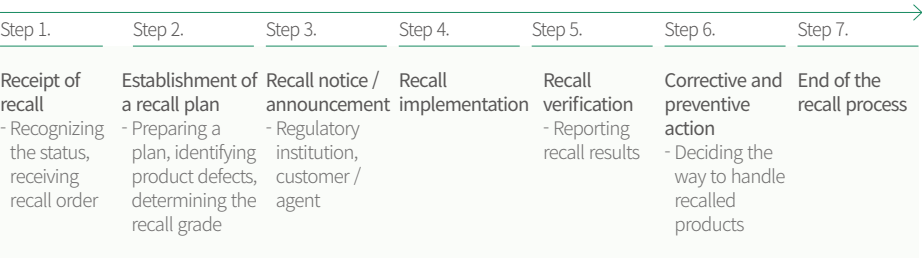 Step 1.
Receipt of
recall
- Recognizing
the status,
receiving
recall order
Step 2.
Establishment of
a recall plan
- Preparing a
plan, identifying
product defects,
determining the
recall grade
Step 3.
Recall notice /
announcement
- Regulatory
institution,
customer /
agent
Step 4.
Recall
implementation
Step 5.
Recall
verification
- Reporting
recall results
Step 6.
Corrective and
preventive
action
- Deciding the
way to handle
recalled
products
Step 7.
End of the
recall process